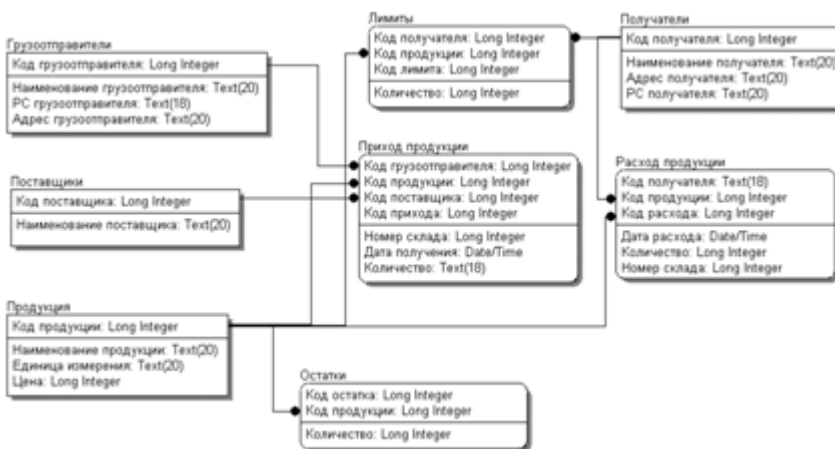 Грузоотправители
Код грузоотправителя: Long Integer
Наименование грузоотправителя: Text(20)
РС грузоотправителя: Text(18)
Адрес грузоотправителя: Text(20)
Поставщики
Код поставщика: Long Integer
Наименование поставщика: Text(20)
Продукция
Код продукции: Long Integer
Наименование продукции: Text(20)
Единица измерения: Text(20)
Цена: Long Integer
Лимиты
Код получателя: Long Integer
Код продукции: Long Integer
Код лимита: Long Integer
Количество: Long Integer
Приход продукции
Код грузоотправителя: Long Integer
Код продукции: Long Integer
Код поставщика: Long Integer
Код прихода: Long Integer
Номер склада: Long Integer
Дата получения: Date/Time
Количество: Text(18)
Остатки
Код остатка: Long Integer
Код продукции: Long Integer
Количество: Long Integer
Получатели
Код получателя: Long Integer
Наименование получателя: Text(20)
Адрес получателя: Text(20)
РС получателя: Text(20)
Расход продукции
Код получателя: Text(18)
Код продукции: Long Integer
Код расхода: Long Integer
Дата расхода: Date/Time
Количество: Long Integer
Номер склада: Long Integer